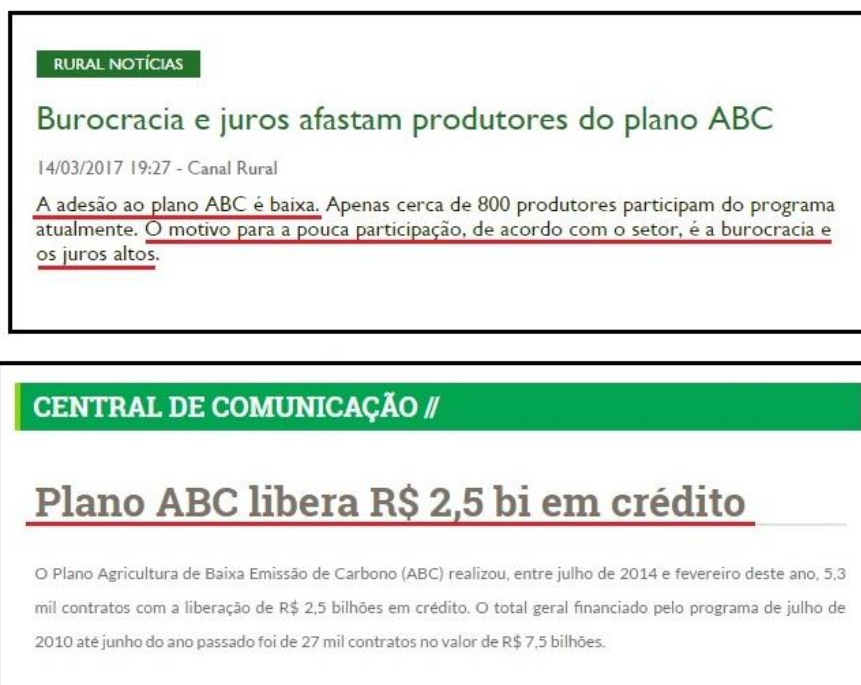 RURAL NOTÍCIAS
Burocracia e juros afastam produtores do plano ABC
14/03/2017 19:27 - Canal Rural
A adesão ao plano ABC é baixa. Apenas cerca de 800 produtores participam do programa
atualmente. O motivo para a pouca participação, de acordo com o setor, é a burocracia e
os juros altos.
CENTRAL DE COMUNICAÇÃO //
Plano ABC libera R$ 2,5 bi em crédito
O Plano Agricultura de Baixa Emissão de Carbono (ABC) realizou, entre julho de 2014 e fevereiro deste ano, 5,3
mil contratos com a liberação de R$ 2,5 bilhões em crédito. O total geral financiado pelo programa de julho de
2010 até junho do ano passado foi de 27 mil contratos no valor de R$ 7,5 bilhões.